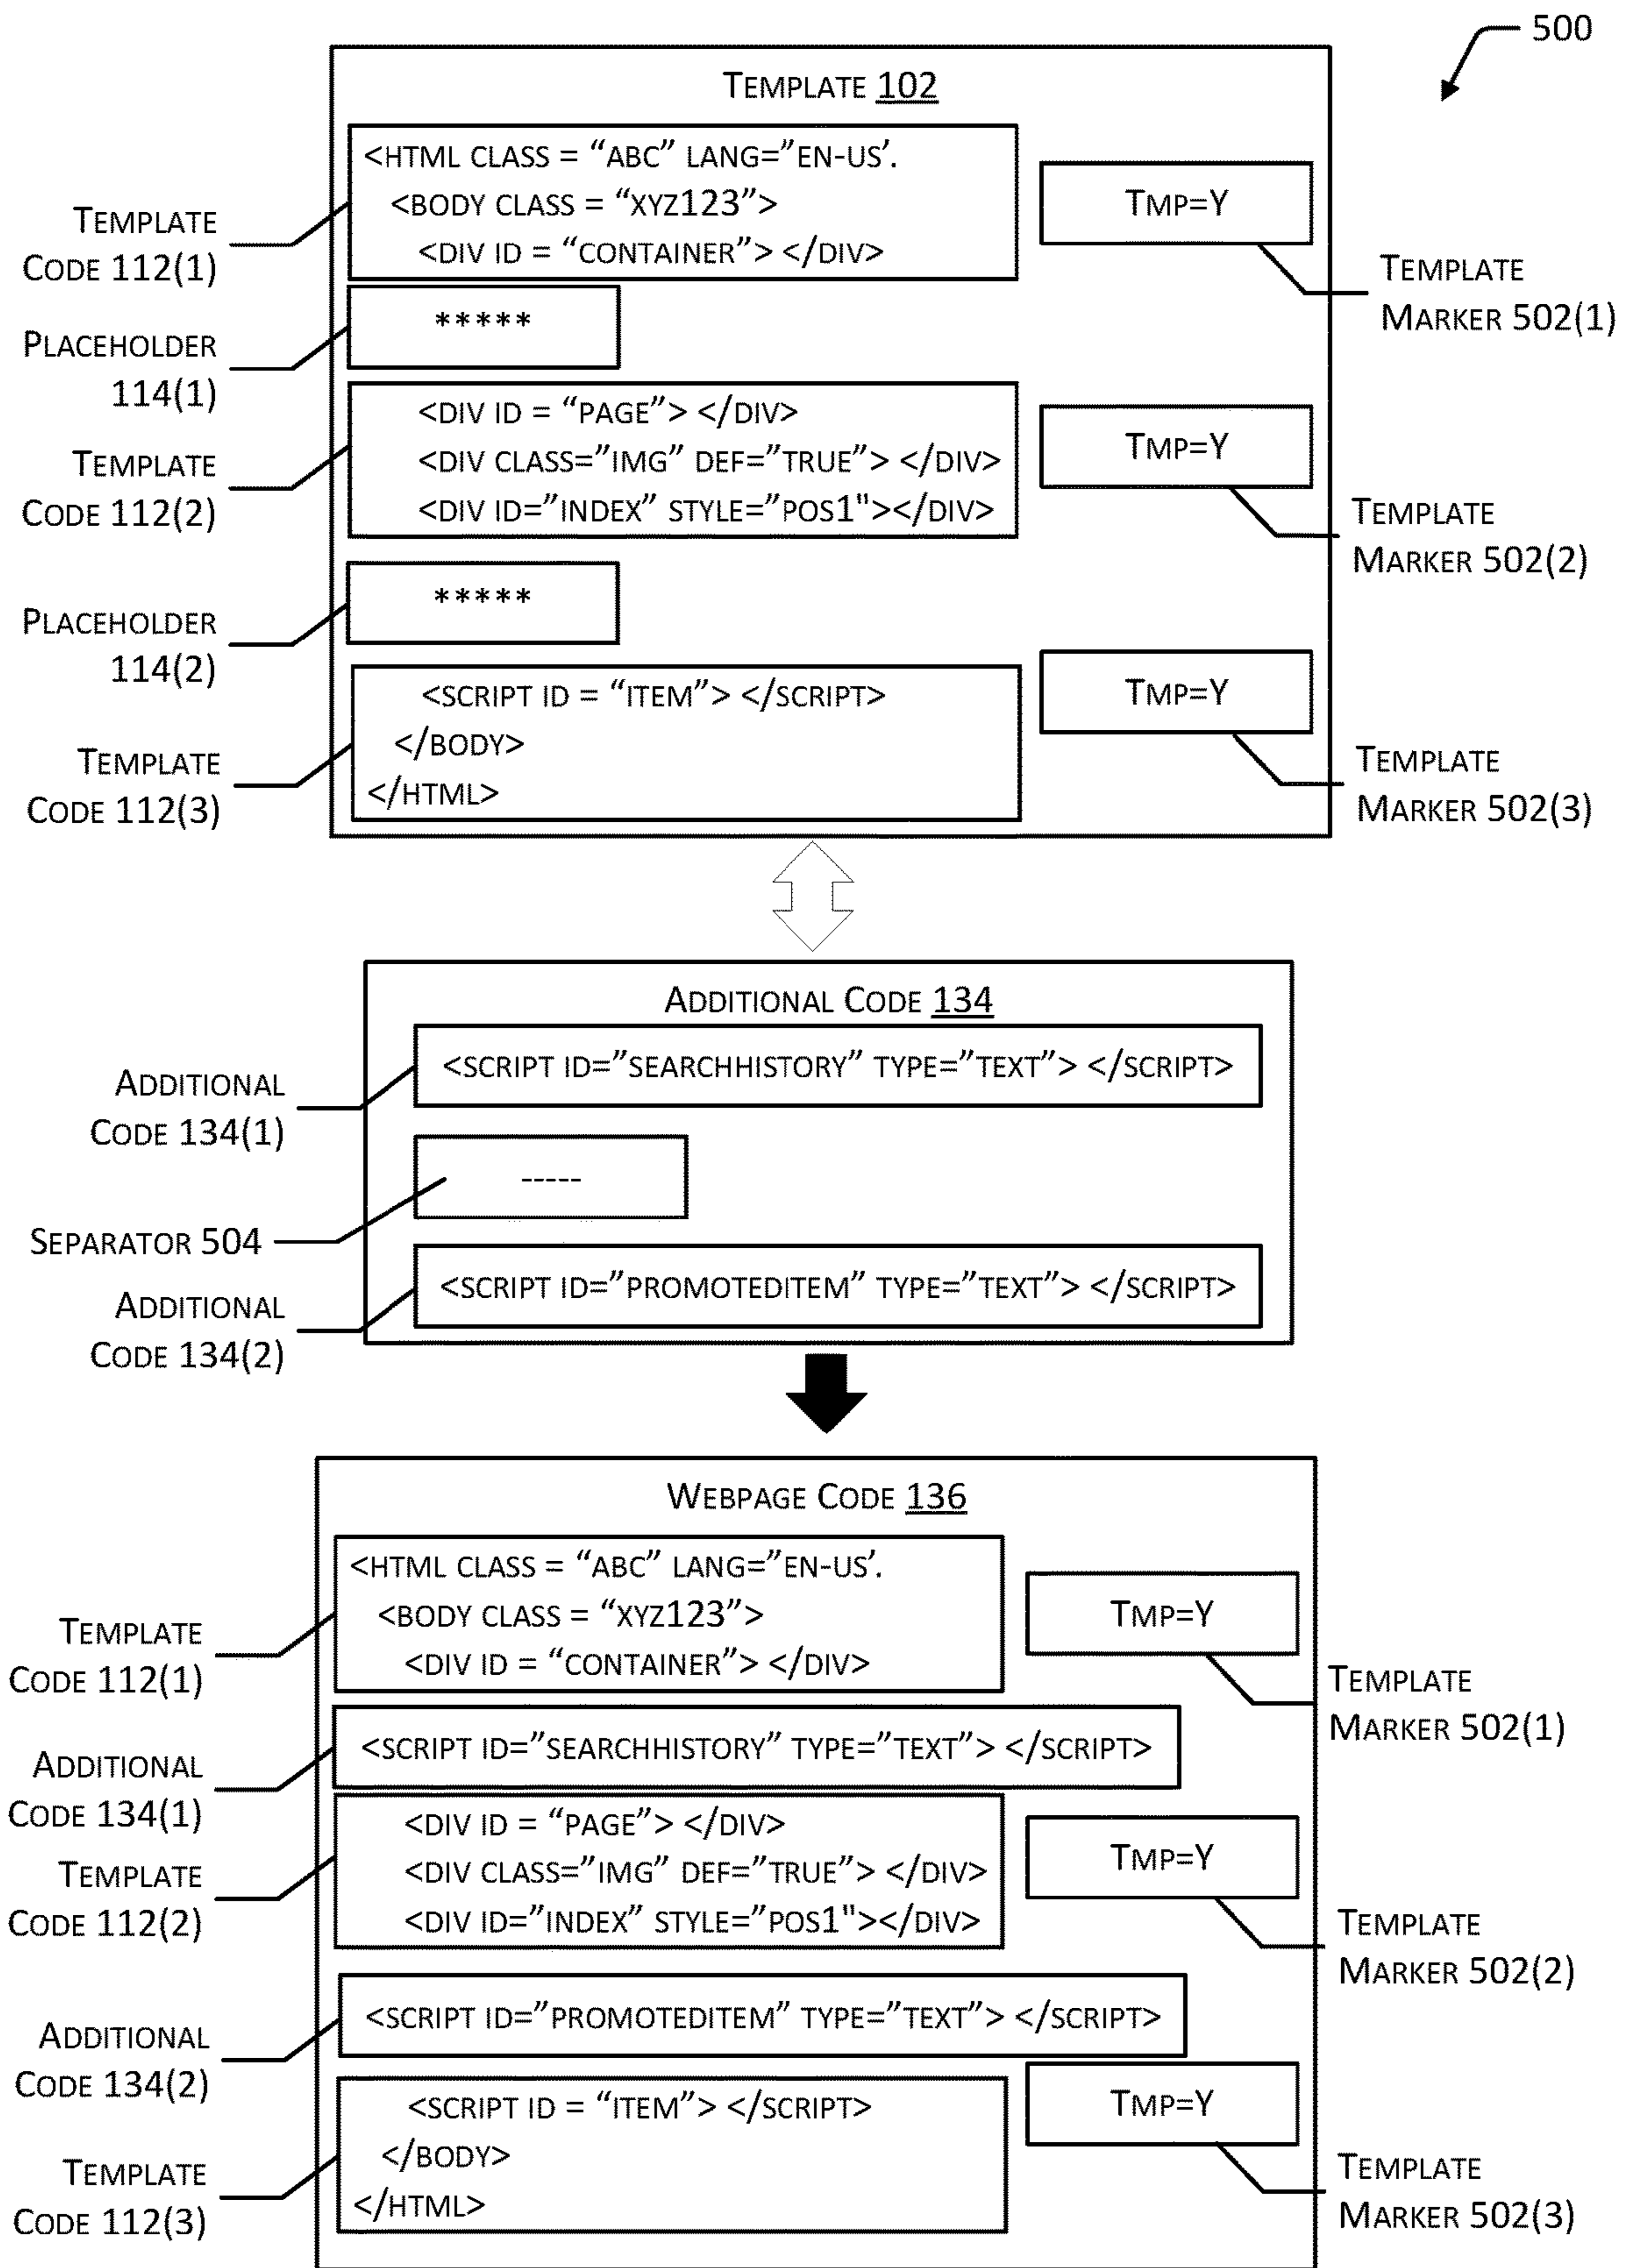 500
TEMPLATE 102
<HTML CLASS = “ABC” LANG=”EN-US’.
<BODY CLASS = “XYZ123”>
<DIV ID = “CONTAINER”> </DIV>
TMP=Y
TEMPLATE
CODE 112(1)
TEMPLATE
MARKER 502(1)
*****
PLACEHOLDER
114(1)
<DIV ID = “PAGE”> </DIV>
<DIV CLASS=”IMG” DEF=”TRUE”> </DIV>
<DIV ID=”INDEX” STYLE=”POS1"></DIV>
TMP=Y
TEMPLATE
CODE 112(2)
TEMPLATE
MARKER 502(2)
*****
PLACEHOLDER
114(2)
<SCRIPT ID = “ITEM”> </SCRIPT>
</BODY>
</HTML>
TMP=Y
TEMPLATE
CODE 112(3)
TEMPLATE
MARKER 502(3)
ADDITIONAL CODE 134
<SCRIPT ID=”SEARCHHISTORY” TYPE=”TEXT”> </SCRIPT>
ADDITIONAL
CODE 134(1)
-----
SEPARATOR 504
<SCRIPT ID=”PROMOTEDITEM” TYPE=”TEXT”> </SCRIPT>
ADDITIONAL
CODE 134(2)
WEBPAGE CODE 136
<HTML CLASS = “ABC” LANG=”EN-US’.
<BODY CLASS = “XYZ123”>
<DIV ID = “CONTAINER”> </DIV>
TMP=Y
TEMPLATE
CODE 112(1)
TEMPLATE
MARKER 502(1)
<SCRIPT ID=”SEARCHHISTORY” TYPE=”TEXT”> </SCRIPT>
ADDITIONAL
CODE 134(1)
<DIV ID = “PAGE”> </DIV>
<DIV CLASS=”IMG” DEF=”TRUE”> </DIV>
<DIV ID=”INDEX” STYLE=”POS1"></DIV>
TMP=Y
TEMPLATE
CODE 112(2)
TEMPLATE
MARKER 502(2)
<SCRIPT ID=”PROMOTEDITEM” TYPE=”TEXT”> </SCRIPT>
ADDITIONAL
CODE 134(2)
<SCRIPT ID = “ITEM”> </SCRIPT>
</BODY>
</HTML>
TMP=Y
TEMPLATE
CODE 112(3)
TEMPLATE
MARKER 502(3)